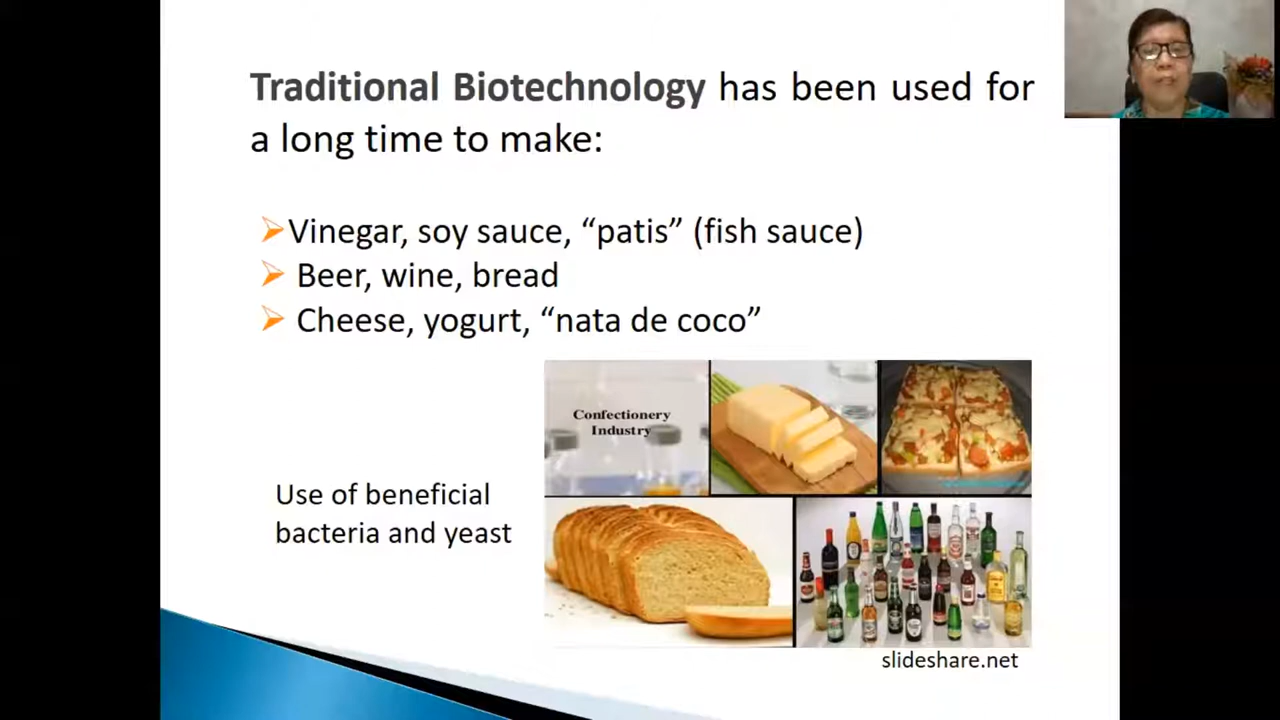 Traditional Biotechnology has been used for
a long time to make:
Vinegar, soy sauce, “patis” (fish sauce)
Beer, wine, bread
Cheese, yogurt, “nata de coco”
Confectionery
Industry
Use of beneficial
bacteria and yeast
slideshare.net